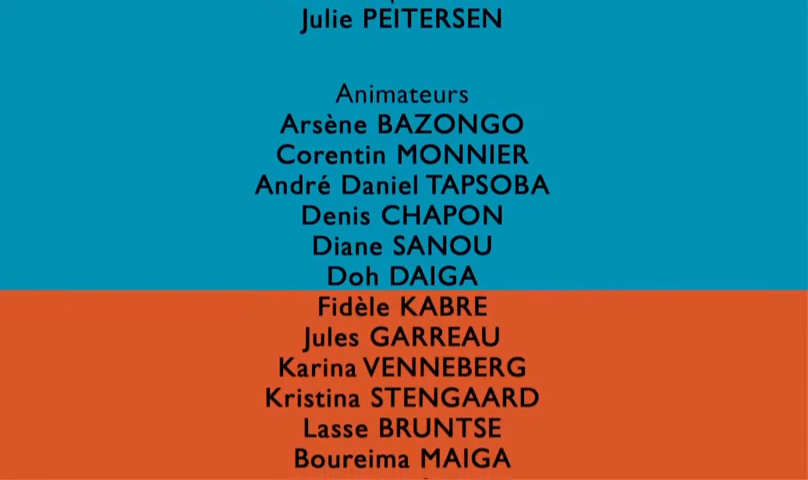 Julie PEITERSEN
Animateurs
Arsène BAZONGO
Corentin MONNIER
André Daniel TAPSOBA
Denis CHAPON
Diane SANOU
Doh DAIGA
Fidèle KABRE
Jules GARREAU
Karina VENNEBERG
Kristina STENGAARD
Lasse BRUNTSE
Boureima MAIGA